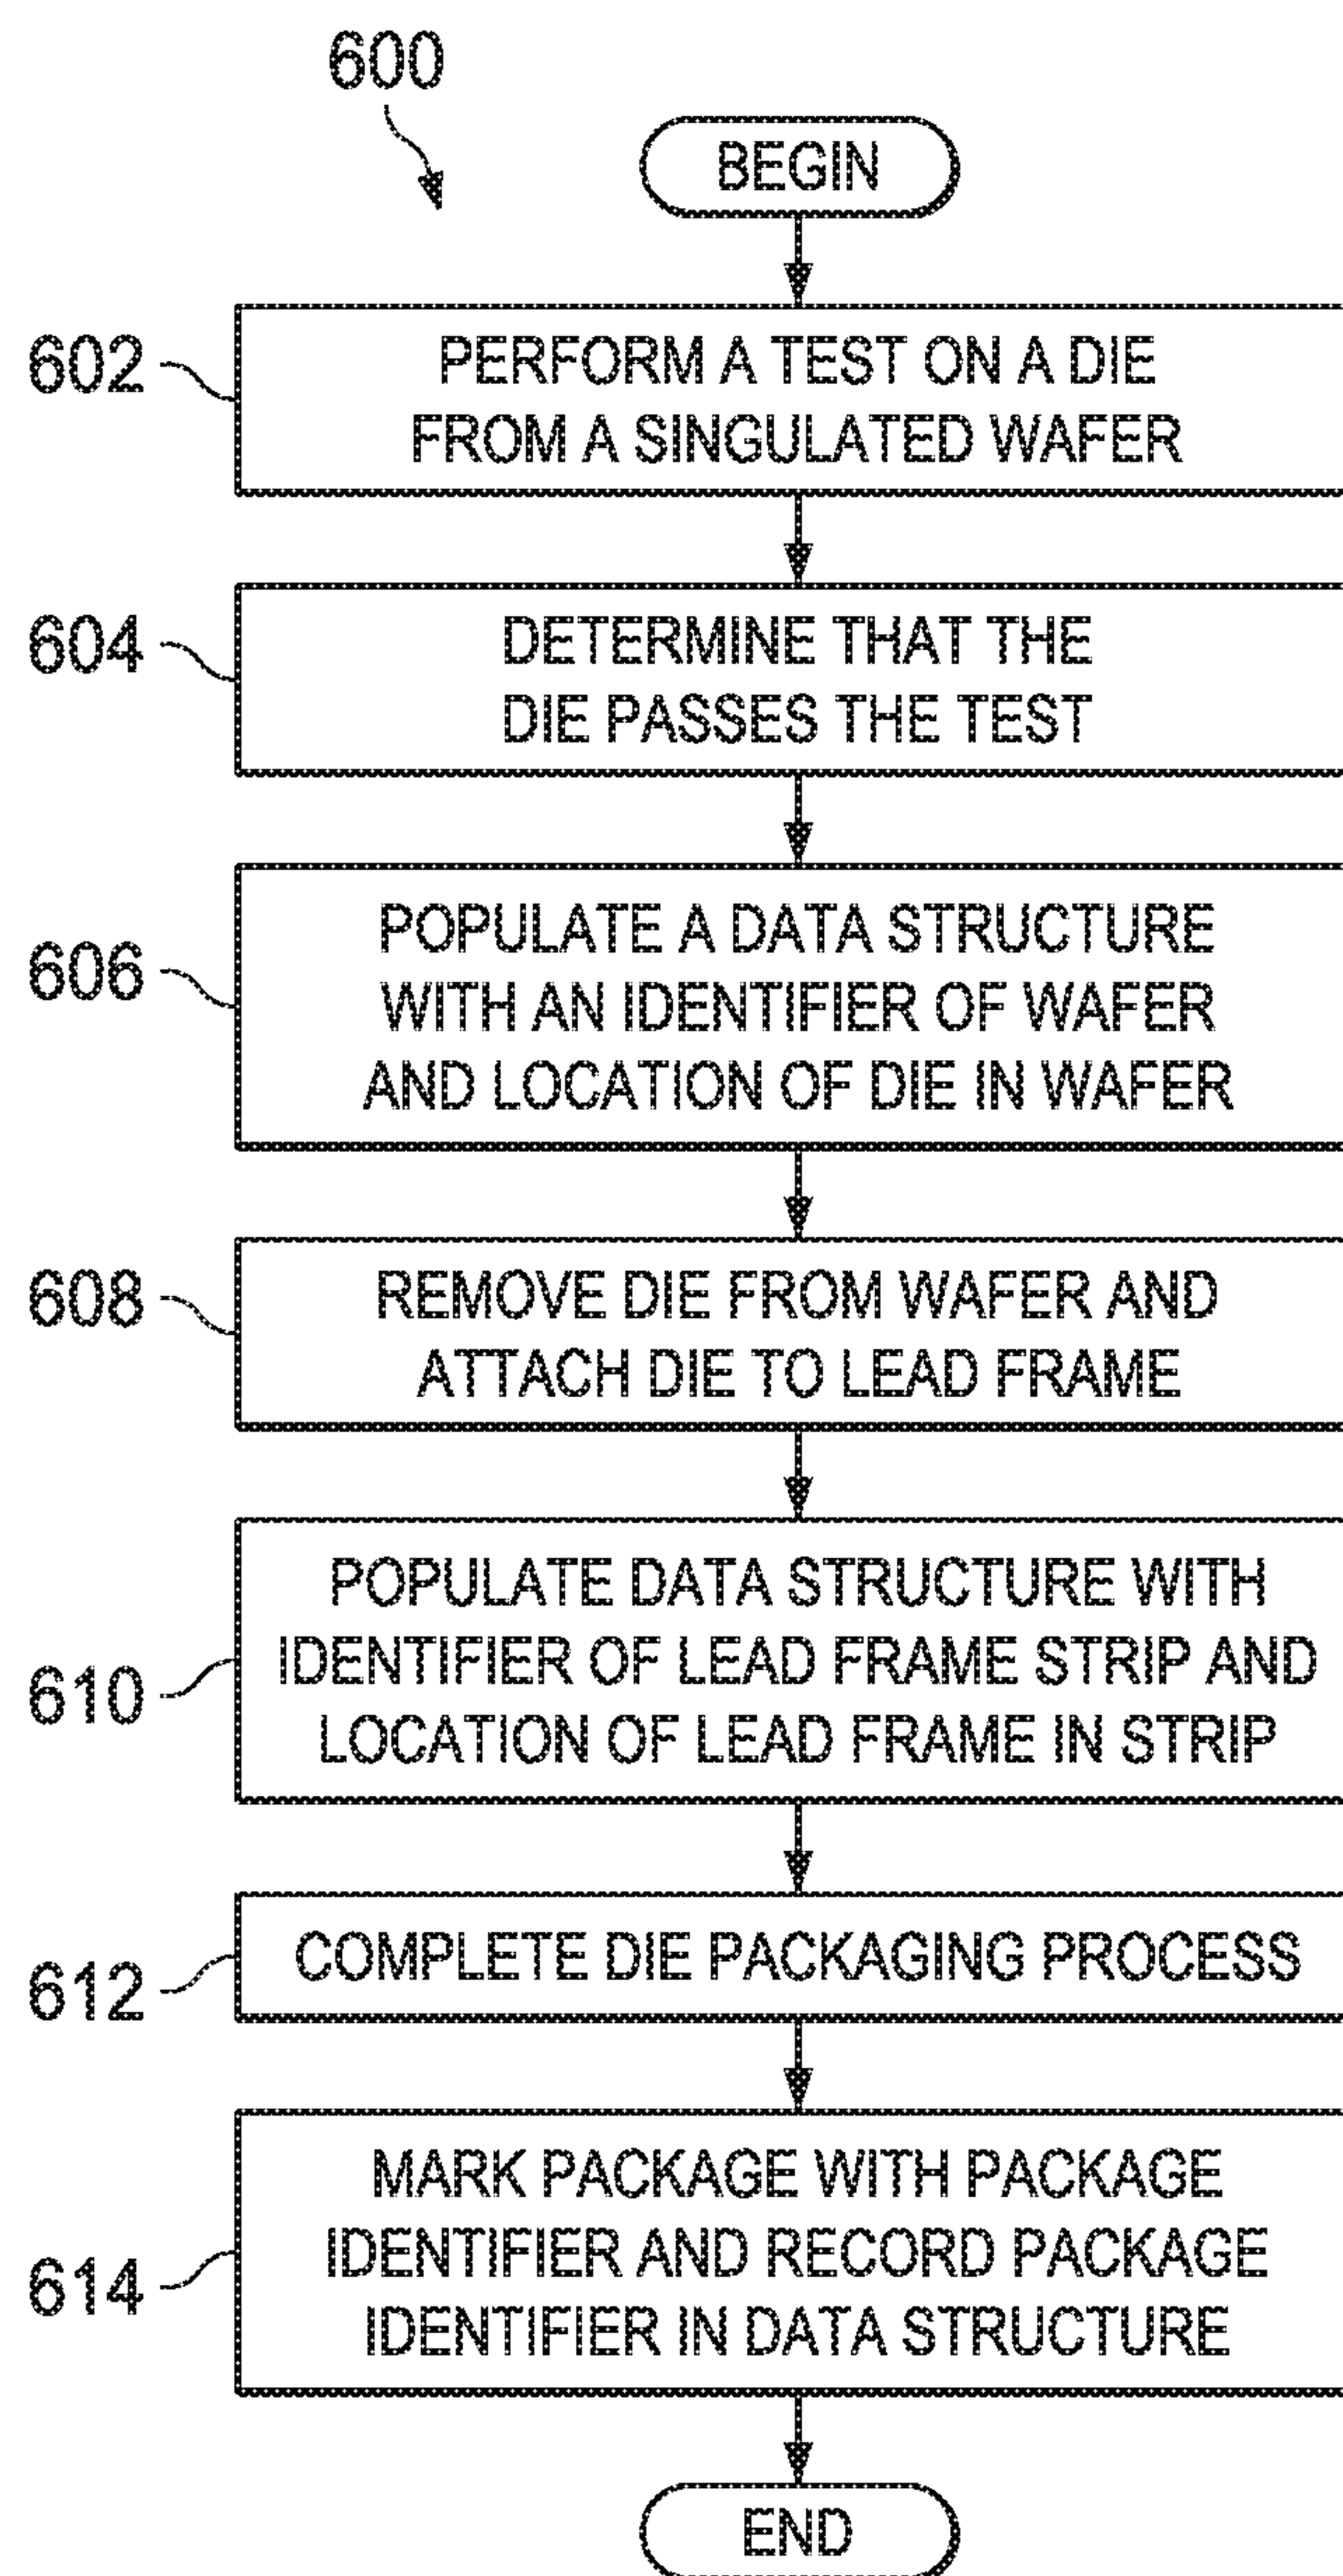 600
BEGIN
602
PERFORM A TEST ON A DIE
FROM A SINGULATED WAFER
604
DETERMINE THAT THE
DIE PASSES THE TEST
606
POPULATE A DATA STRUCTURE
WITH AN IDENTIFIER OF WAFER
AND LOCATION OF DIE IN WAFER
608
REMOVE DIE FROM WAFER AND
ATTACH DIE TO LEAD FRAME
610
POPULATE DATA STRUCTURE WITH
IDENTIFIER OF LEAD FRAME STRIP AND
LOCATION OF LEAD FRAME IN STRIP
612
COMPLETE DIE PACKAGING PROCESS
614
MARK PACKAGE WITH PACKAGE
IDENTIFIER AND RECORD PACKAGE
IDENTIFIER IN DATA STRUCTURE
END